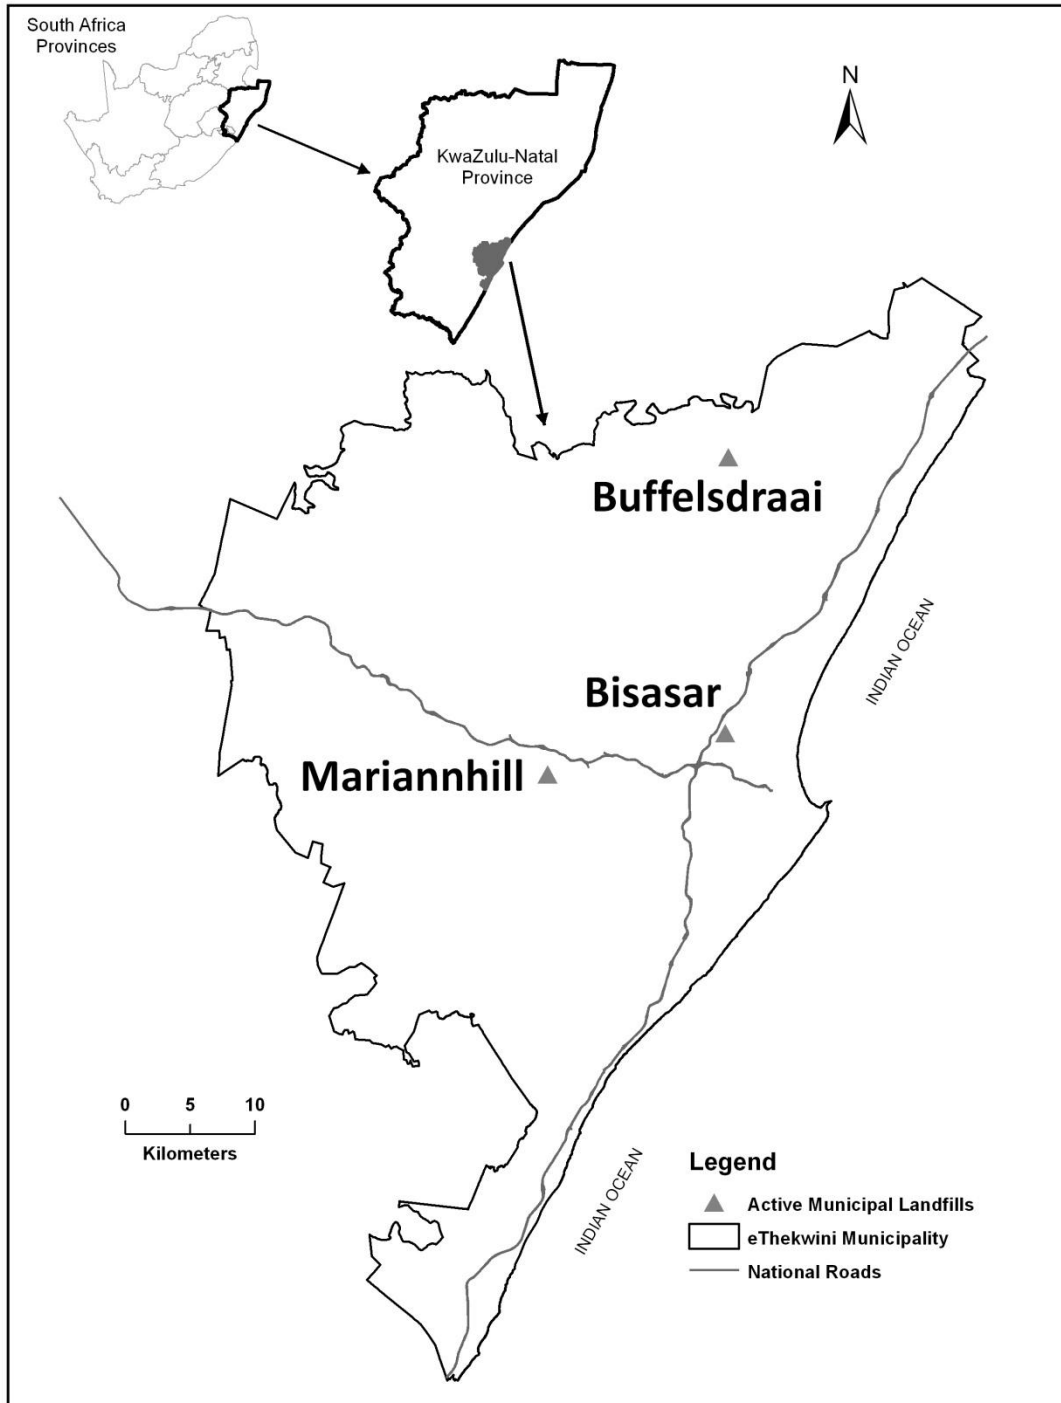 South Africa
Provinces
N
KwaZulu-Natal
Province
Buffelsdraai
INDIAN OCEAN
Bisasar
Mariannhill
0 5 10
Kilometers
INDIAN OCEAN
Legend
Active Municipal Landfills
eThekwini Municipality
National Roads